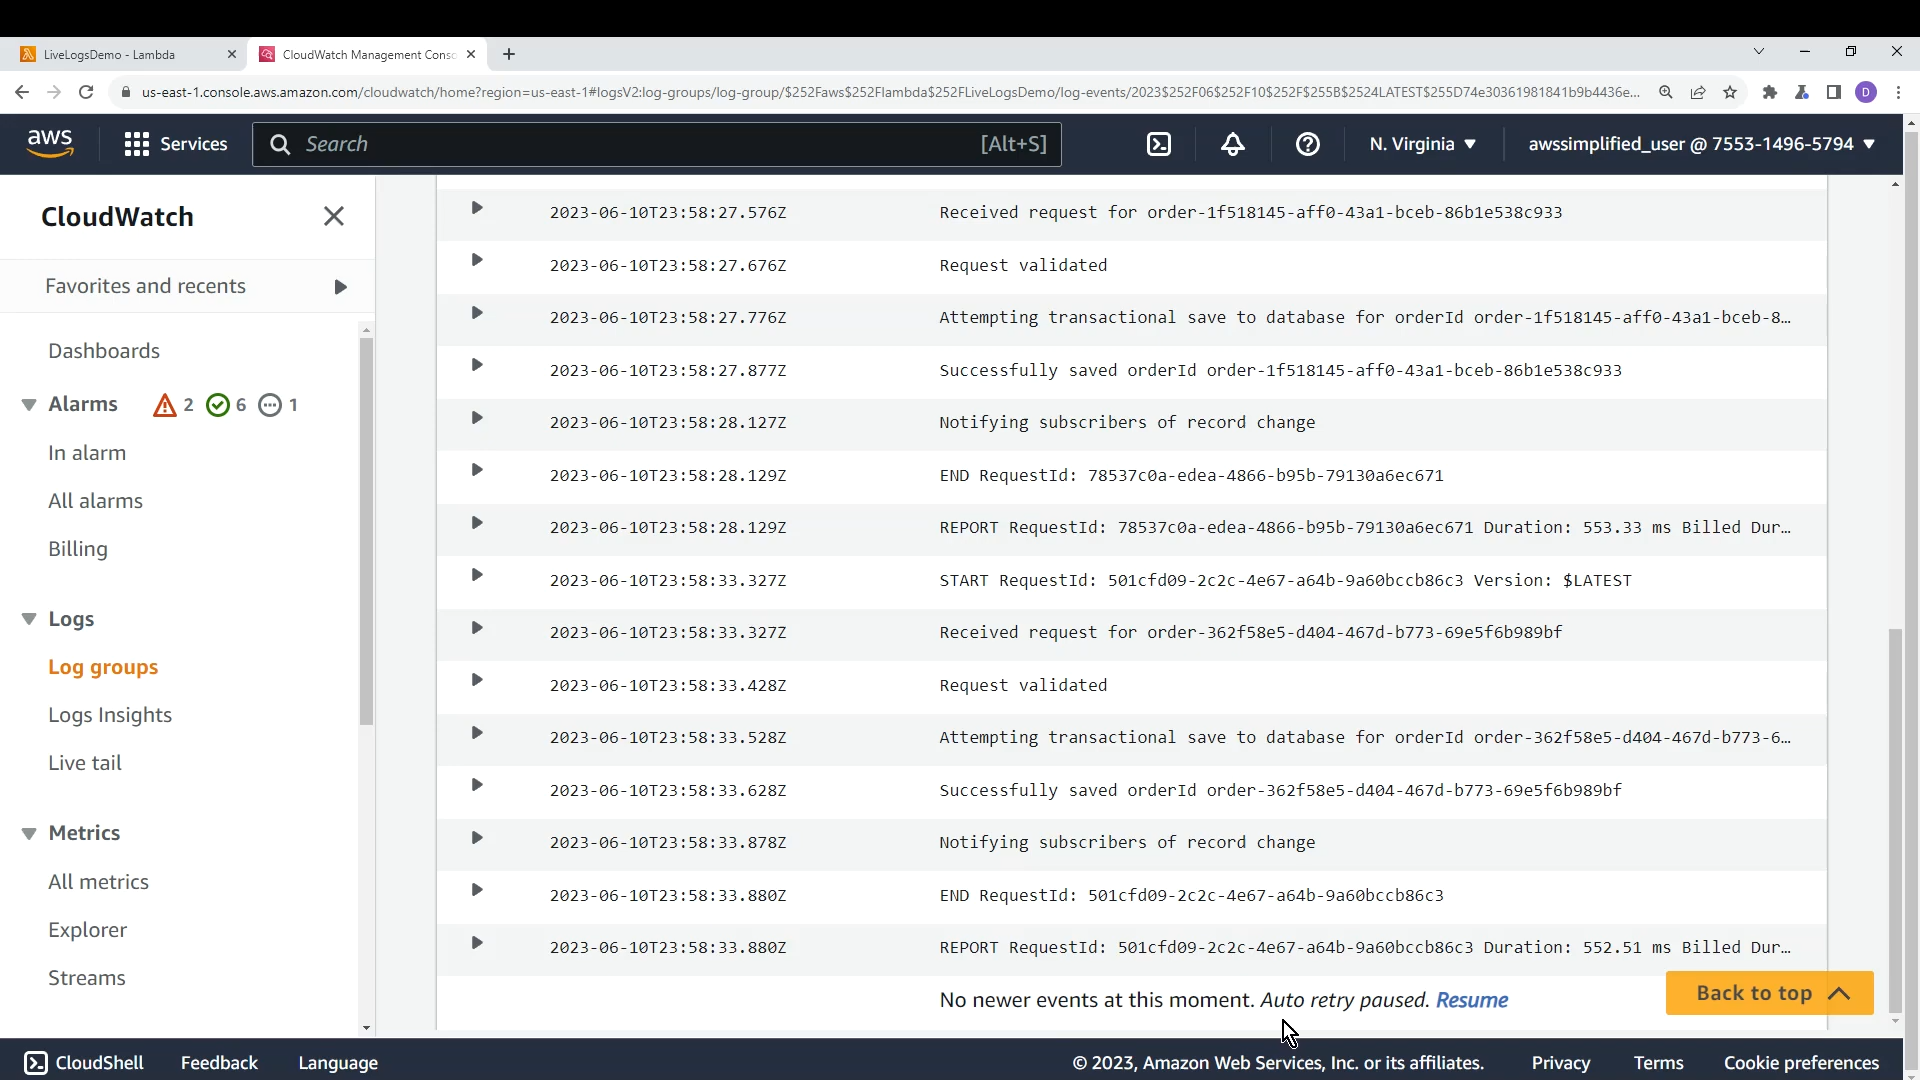 LiveLogsDemo - Lambda
CloudWatch Management Conso
us-east-1.console.aws.amazon.com/cloudwatch/home?region=us-east-1#logsV2:log-groups/log-group/$252Faws$252Flambda$252FLiveLogsDemo/log-events/2023$252F06$252F10$252F$255B$2524LATEST$255D74e30361981841b9b4436e...
D
aws
Services
Search
[Alt+S]
N. Virginia
awssimplified_user @ 7553-1496-5794
CloudWatch
Favorites and recents
Dashboards
Alarms 2 6 1
In alarm
All alarms
Billing
Logs
Log groups
Logs Insights
Live tail
Metrics
All metrics
Explorer
Streams
2023-06-10T23:58:27.576Z Received request for order-1f518145-aff0-43a1-bceb-86b1e538c933
2023-06-10T23:58:27.676Z Request validated
2023-06-10T23:58:27.776Z Attempting transactional save to database for orderId order-1f518145-aff0-43a1-bceb-8...
2023-06-10T23:58:27.877Z Successfully saved orderId order-1f518145-aff0-43a1-bceb-86b1e538c933
2023-06-10T23:58:28.127Z Notifying subscribers of record change
2023-06-10T23:58:28.129Z END RequestId: 78537c0a-edea-4866-b95b-79130a6ec671
2023-06-10T23:58:28.129Z REPORT RequestId: 78537c0a-edea-4866-b95b-79130a6ec671 Duration: 553.33 ms Billed Dur...
2023-06-10T23:58:33.327Z START RequestId: 501cfd09-2c2c-4e67-a64b-9a60bccb86c3 Version: $LATEST
2023-06-10T23:58:33.327Z Received request for order-362f58e5-d404-467d-b773-69e5f6b989bf
2023-06-10T23:58:33.428Z Request validated
2023-06-10T23:58:33.528Z Attempting transactional save to database for orderId order-362f58e5-d404-467d-b773-6...
2023-06-10T23:58:33.628Z Successfully saved orderId order-362f58e5-d404-467d-b773-69e5f6b989bf
2023-06-10T23:58:33.878Z Notifying subscribers of record change
2023-06-10T23:58:33.880Z END RequestId: 501cfd09-2c2c-4e67-a64b-9a60bccb86c3
2023-06-10T23:58:33.880Z REPORT RequestId: 501cfd09-2c2c-4e67-a64b-9a60bccb86c3 Duration: 552.51 ms Billed Dur...
No newer events at this moment. Auto retry paused. Resume
Back to top
CloudShell
Feedback
Language
© 2023, Amazon Web Services, Inc. or its affiliates.
Privacy
Terms
Cookie preferences